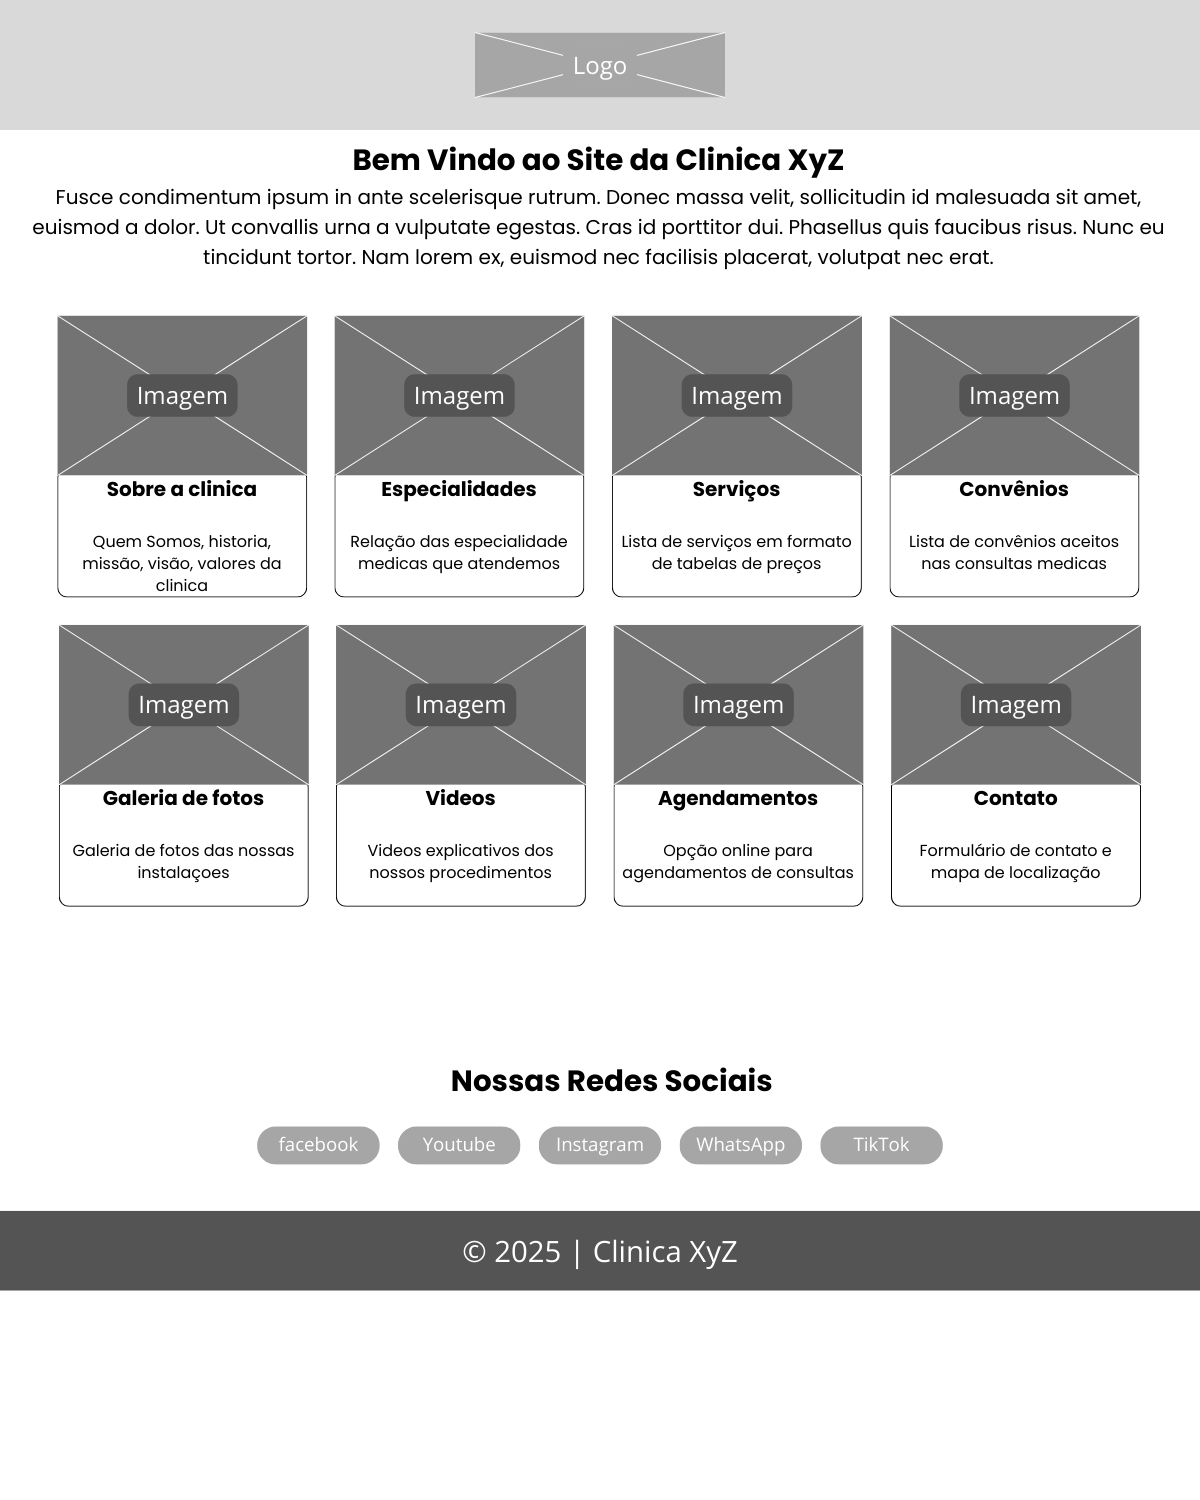 Logo
Bem Vindo ao Site da Clinica XyZ
Fusce condimentum ipsum in ante scelerisque rutrum. Donec massa velit, sollicitudin id malesuada sit amet,
euismod a dolor. Ut convallis urna a vulputate egestas. Cras id porttitor dui. Phasellus quis faucibus risus. Nunc eu
tincidunt tortor. Nam lorem ex, euismod nec facilisis placerat, volutpat nec erat.
Imagem
Sobre a clinica
Quem Somos, historia,
missão, visão, valores da
clinica
Imagem
Especialidades
Relação das especialidade
medicas que atendemos
Imagem
Serviços
Lista de serviços em formato
de tabelas de preços
Imagem
Convênios
Lista de convênios aceitos
nas consultas medicas
Imagem
Galeria de fotos
Galeria de fotos das nossas
instalaçoes
Imagem
Videos
Videos explicativos dos
nossos procedimentos
Imagem
Agendamentos
Opção online para
agendamentos de consultas
Imagem
Contato
Formulário de contato e
mapa de localização
Nossas Redes Sociais
facebook
Youtube
Instagram
WhatsApp
TikTok
© 2025 | Clinica XyZ